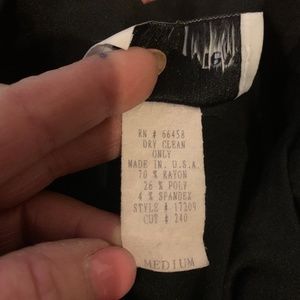 RN # 66458
DRY CLEAN
ONLY
MADE IN U.S.A.
70 % RAYON
26 % POLY
4 % SPANDEX
STYLE # 17209
CUT # 240
MEDIUM